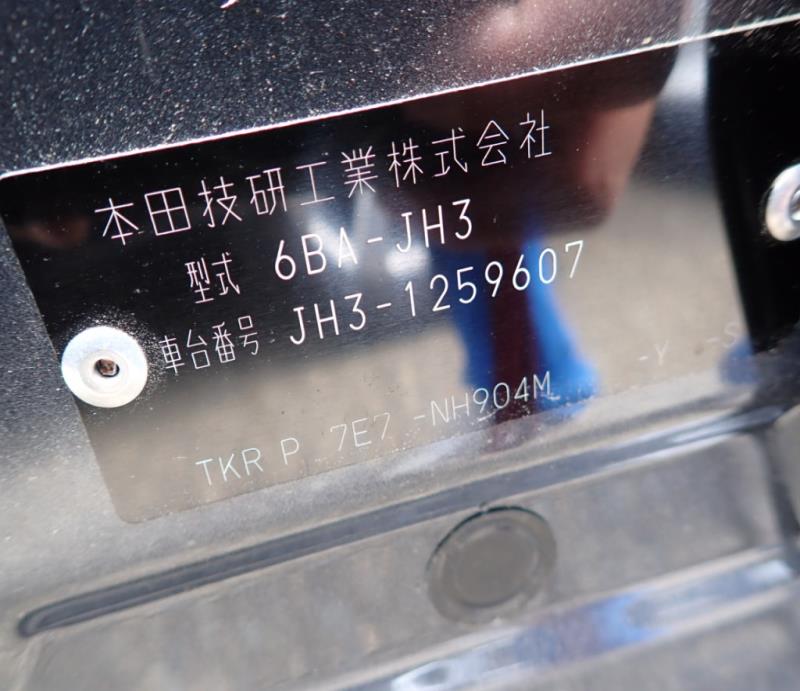 本田技研工業株式会社
型式 6BA-JH3
車台番号 JH3-1259607
TKR P 7E7 -NH904M -Y -S